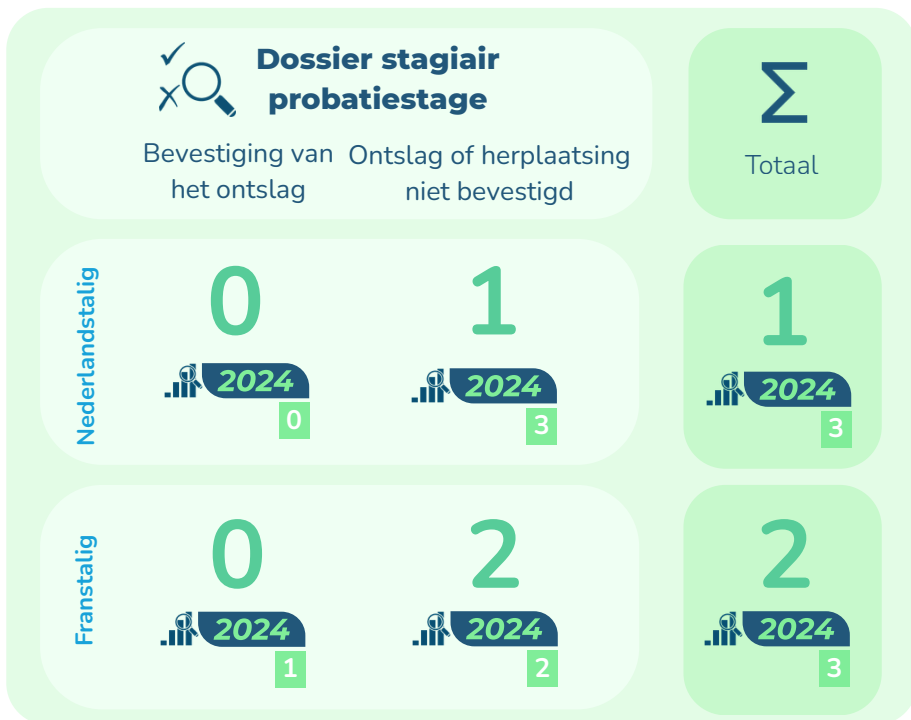 Dossier stagiair
probatiestage
Bevestiging van
het ontslag
Ontslag of herplaatsing
niet bevestigd
Σ
Totaal
Nederlandstalig
0
2024
0
1
2024
3
1
2024
3
Franstalig
0
2024
1
2
2024
2
2
2024
3